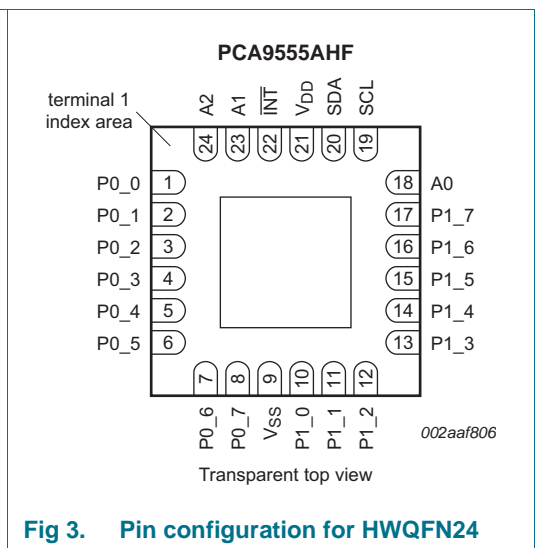 PCA9555AHF
terminal 1
index area
A2
A1
INT
VDD
SDA
SCL
24
23
22
21
20
19
P0_0 1
P0_1 2
P0_2 3
P0_3 4
P0_4 5
P0_5 6
18 A0
17 P1_7
16 P1_6
15 P1_5
14 P1_4
13 P1_3
7
8
9
10
11
12
P0_6
P0_7
VSS
P1_0
P1_1
P1_2
002aaf806
Transparent top view
Fig 3. Pin configuration for HWQFN24